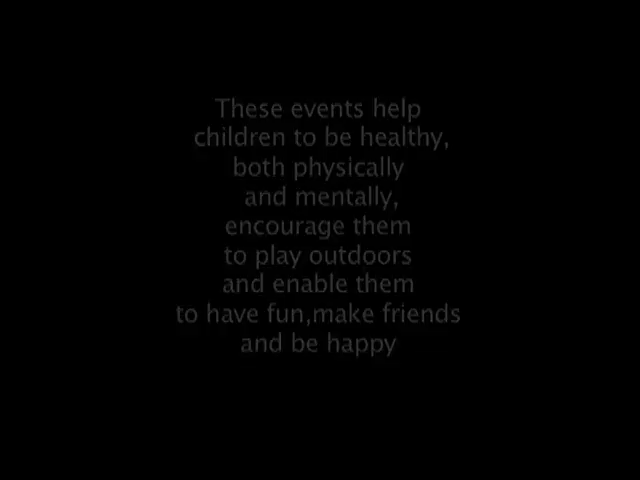 These events help
children to be healthy,
both physically
and mentally,
encourage them
to play outdoors
and enable them
to have fun,make friends
and be happy